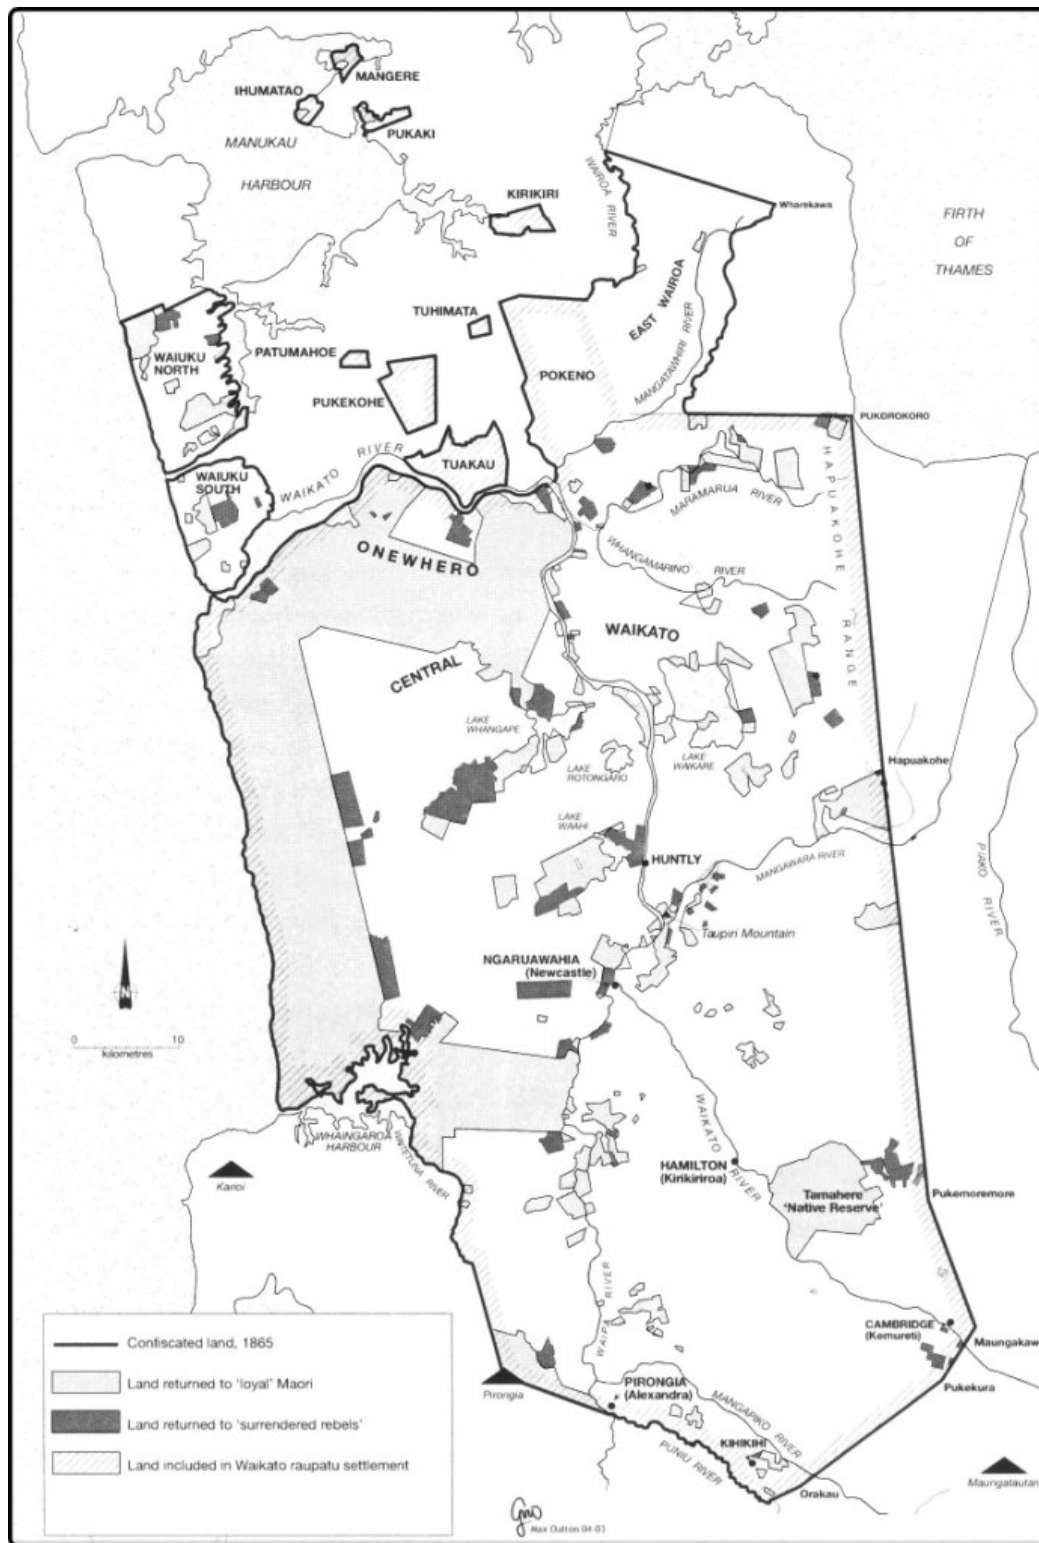 MANGERE
IHUMATAO
PUKAKI
MANUKAU
HARBOUR
KIRIKIRI
WAIROA RIVER
Wharekawa
FIRTH
OF
THAMES
EAST WAIROA
MANGATAWHIRI RIVER
TUHIMATA
PATUMAHOE
PUKEKOHE
POKENO
WAIUKU
NORTH
PUKOROKORO
WAIUKU
SOUTH
WAIKATO RIVER
TUAKAU
HAPUAKOHE RANGE
MARAMARUA
RIVER
ONEWHERO
WHANGAMARINO RIVER
WAIKATO
CENTRAL
LAKE
WHANGAPE
LAKE
ROTONGARO
LAKE
WAIKARE
Hapuakohe
LAKE
WAAHI
HUNTLY
MANGAWARA RIVER
PIAKO RIVER
Taupiri Mountain
NGARUAWAHIA
(Newcastle)
N
0 10
kilometres
WHAINGAROA
HARBOUR
WAITETUNA RIVER
WAIKATO RIVER
Karioi
HAMILTON
(Kirikiriroa)
Tamahere
'Native Reserve'
Pukemoremore
WAIPA RIVER
CAMBRIDGE
(Kemureti)
Maungakaw
Pukekura
Pirongia
PIRONGIA
(Alexandra)
MANGAPIKO RIVER
KIHIKIHI
PUNIU RIVER
Orakau
Maungatautari
Confiscated land, 1865
Land returned to 'loyal' Maori
Land returned to 'surrendered rebels'
Land included in Waikato raupatu settlement
Max Oulton 04-03